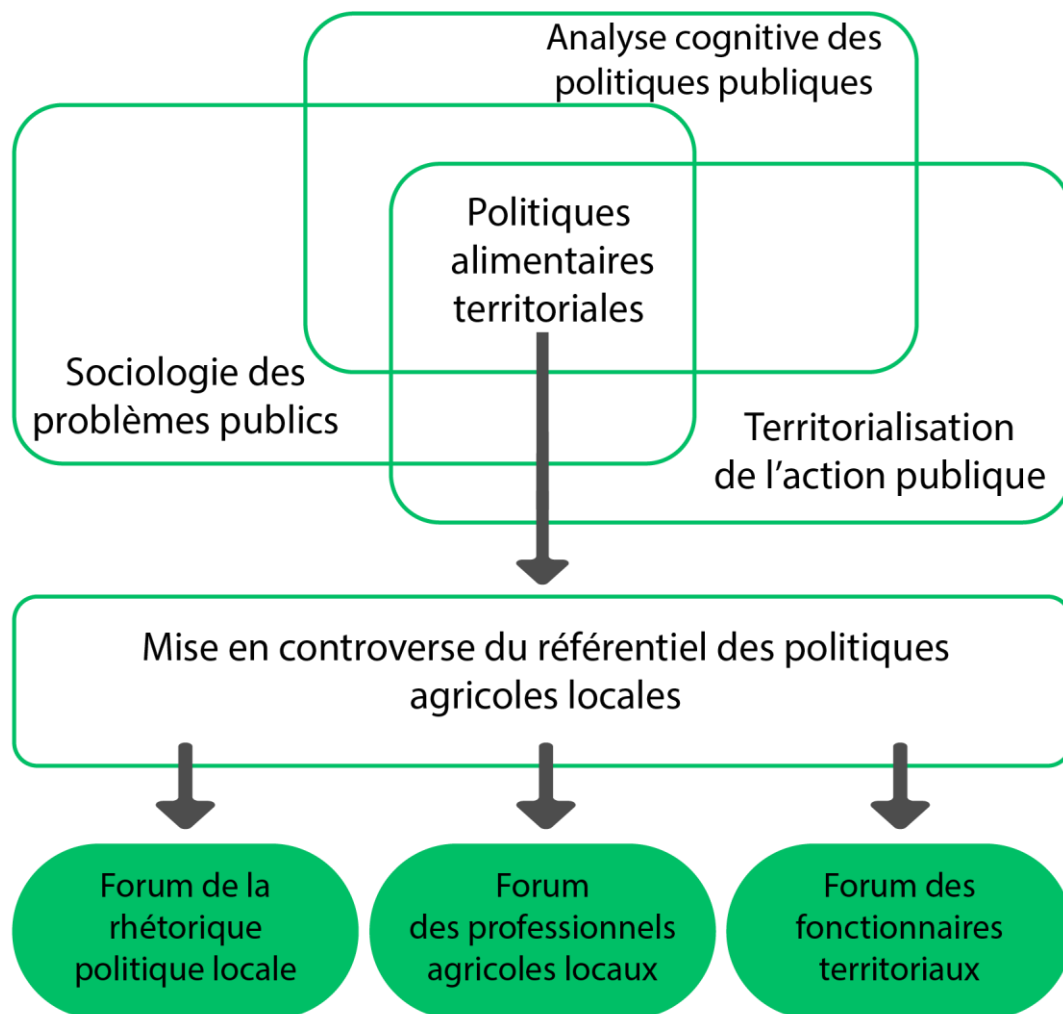 Analyse cognitive des
politiques publiques
Politiques
alimentaires
territoriales
Sociologie des
problèmes publics
Territorialisation
de l'action publique
Mise en controverse du référentiel des politiques
agricoles locales
Forum de la
rhétorique
politique locale
Forum
des professionnels
agricoles locaux
Forum des
fonctionnaires
territoriaux